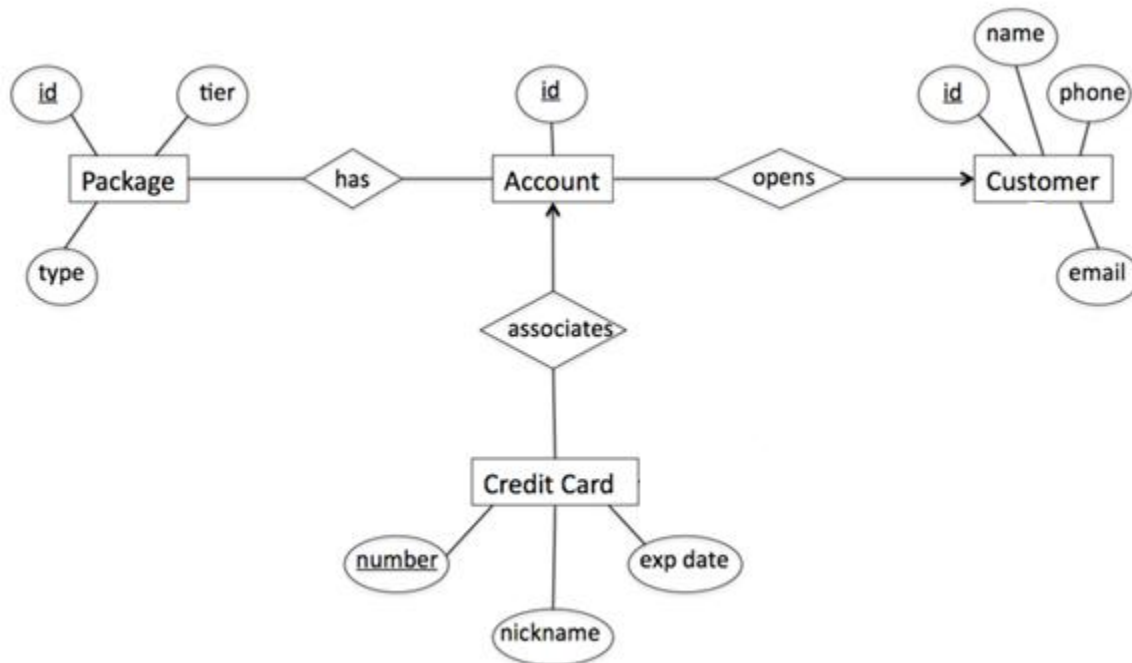 name
id
tier
id
id
phone
Package
has
Account
opens
Customer
type
email
associates
Credit Card
number
exp date
nickname